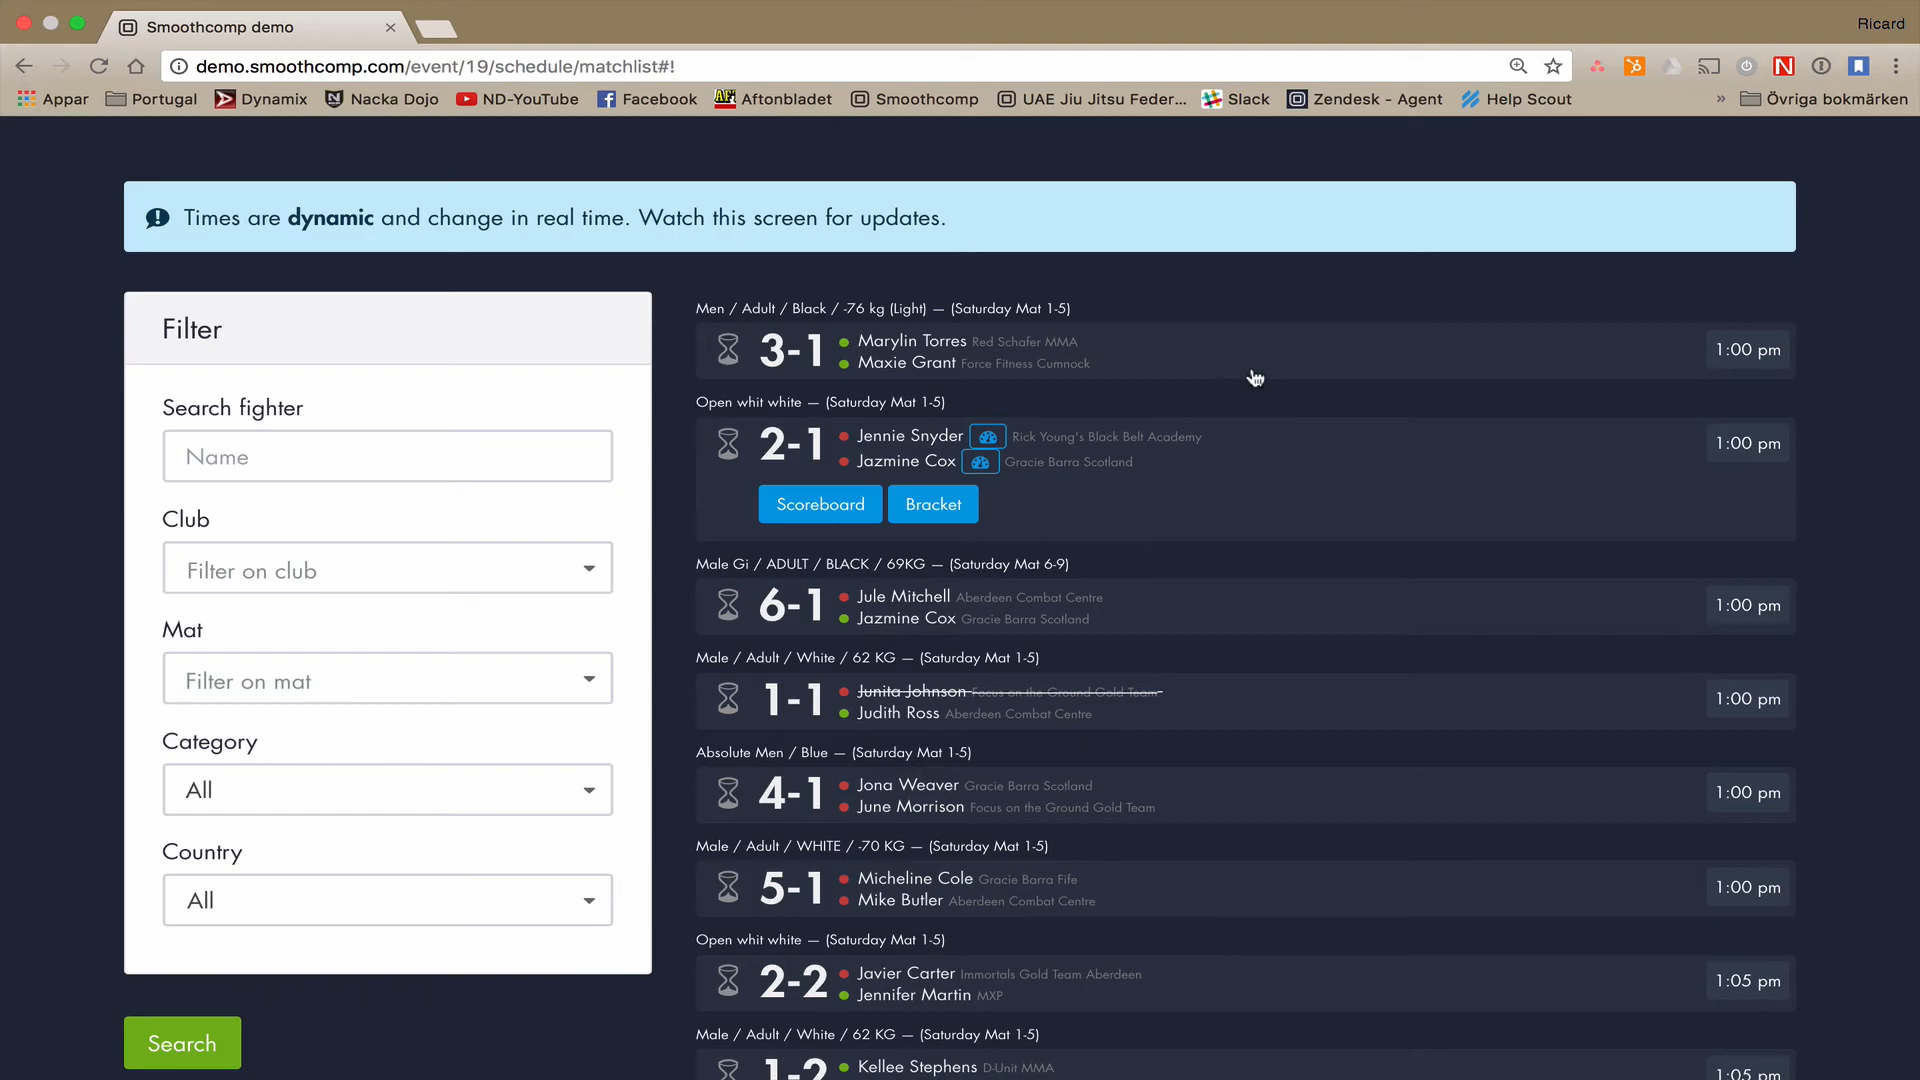 Smoothcomp demo
Ricard
demo.smoothcomp.com/event/19/schedule/matchlist#!
Appar Portugal Dynamix Nacka Dojo ND-YouTube Facebook Aftonbladet Smoothcomp UAE Jiu Jitsu Feder... Slack Zendesk - Agent Help Scout » Övriga bokmärken
Times are dynamic and change in real time. Watch this screen for updates.
Filter
Search fighter
Name
Club
Filter on club
Mat
Filter on mat
Category
All
Country
All
Search
Men / Adult / Black / -76 kg (Light) — (Saturday Mat 1-5)
3-1
Marylin Torres Red Schafer MMA
Maxie Grant Force Fitness Cumnock
1:00 pm
Open whit white — (Saturday Mat 1-5)
2-1
Jennie Snyder Rick Young's Black Belt Academy
Jazmine Cox Gracie Barra Scotland
1:00 pm
Scoreboard Bracket
Male Gi / ADULT / BLACK / 69KG — (Saturday Mat 6-9)
6-1
Jule Mitchell Aberdeen Combat Centre
Jazmine Cox Gracie Barra Scotland
1:00 pm
Male / Adult / White / 62 KG — (Saturday Mat 1-5)
1-1
Junita Johnson Focus on the Ground Gold Team
Judith Ross Aberdeen Combat Centre
1:00 pm
Absolute Men / Blue — (Saturday Mat 1-5)
4-1
Jona Weaver Gracie Barra Scotland
June Morrison Focus on the Ground Gold Team
1:00 pm
Male / Adult / WHITE / -70 KG — (Saturday Mat 1-5)
5-1
Micheline Cole Gracie Barra Fife
Mike Butler Aberdeen Combat Centre
1:00 pm
Open whit white — (Saturday Mat 1-5)
2-2
Javier Carter Immortals Gold Team Aberdeen
Jennifer Martin MXP
1:05 pm
Male / Adult / White / 62 KG — (Saturday Mat 1-5)
1-2
Kellee Stephens D-Unit MMA
1:05 pm